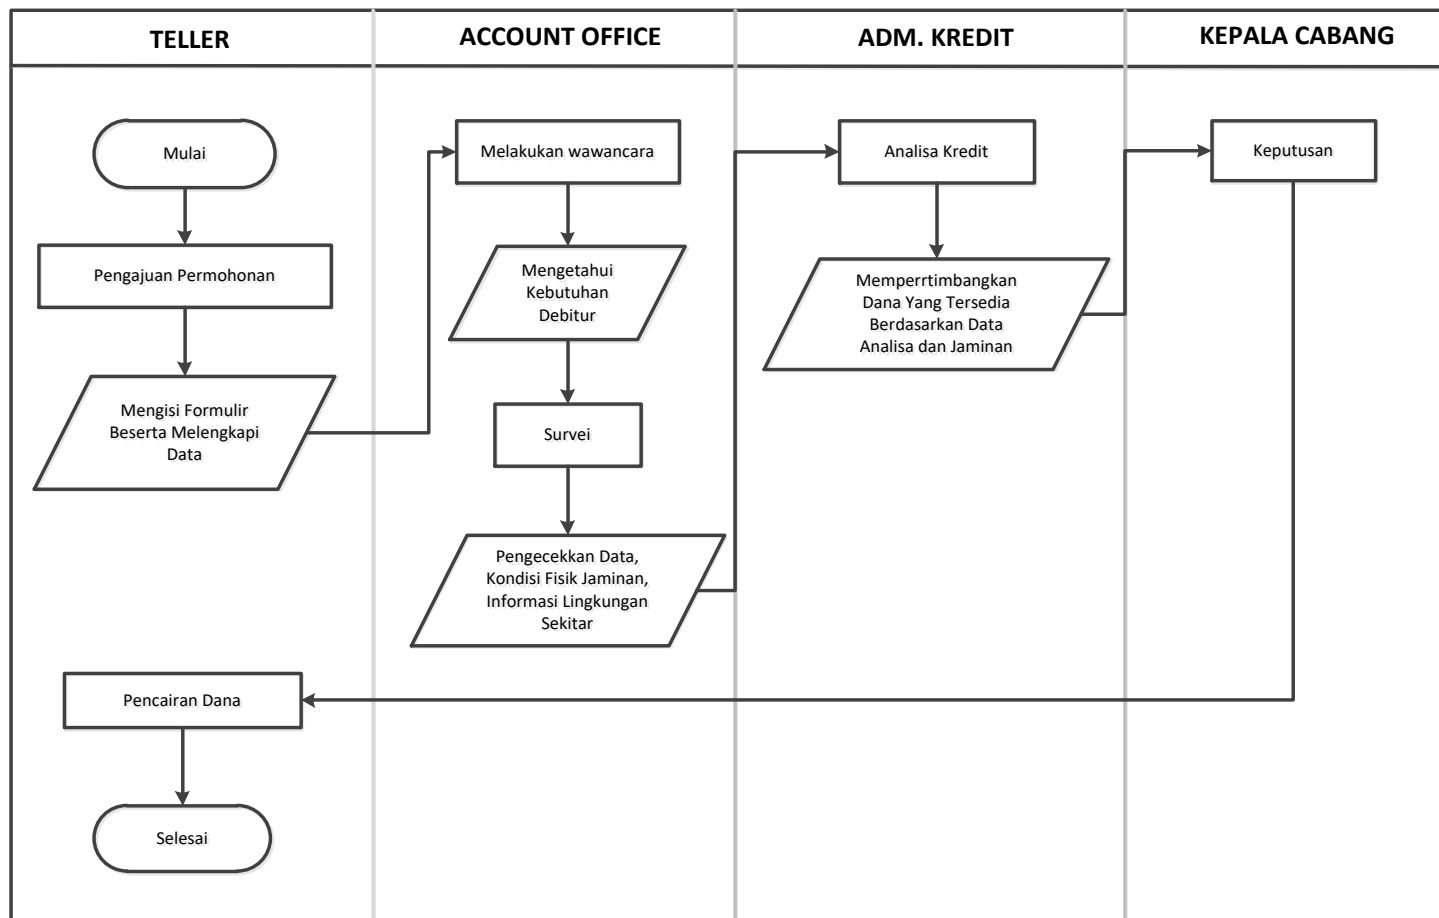 TELLER
ACCOUNT OFFICE
ADM. KREDIT
KEPALA CABANG
Mulai
Pengajuan Permohonan
Mengisi Formulir
Beserta Melengkapi
Data
Melakukan wawancara
Mengetahui
Kebutuhan
Debitur
Survei
Pengecekkan Data,
Kondisi Fisik Jaminan,
Informasi Lingkungan
Sekitar
Analisa Kredit
Memperrtimbangkan
Dana Yang Tersedia
Berdasarkan Data
Analisa dan Jaminan
Keputusan
Pencairan Dana
Selesai